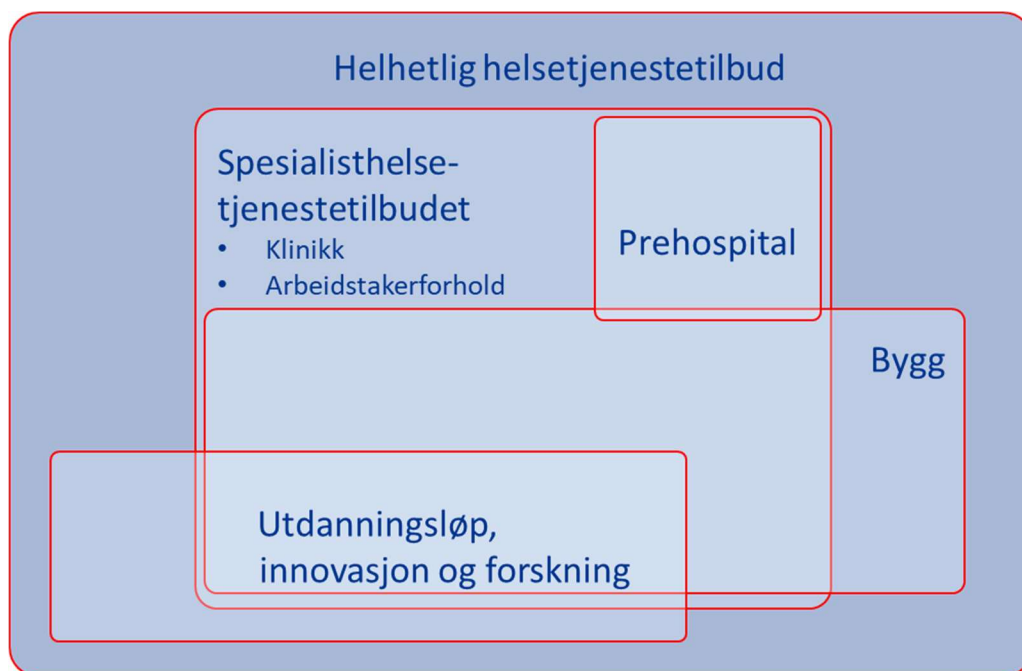 Helhetlig helsetjenestetilbud
Spesialisthelse-
tjenestetilbudet
• Klinikk
• Arbeidstakerforhold
Prehospital
Bygg
Utdanningsløp,
innovasjon og forskning